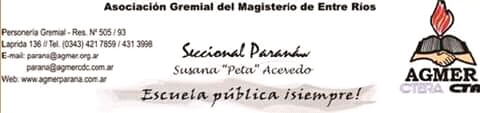 Asociación Gremial del Magisterio de Entre Ríos
Personería Gremial - Res. Nº 505 / 93
Laprida 136 // Tel. (0343) 421 7859 / 431 3998
E-mail: parana@agmer.org.ar
parana@agmercdc.com.ar
Web: www.agmerparana.com.ar
Seccional Paraná
Susana "Peta" Acevedo
Escuela pública ¡siempre!
AGMER
CTERA CTA